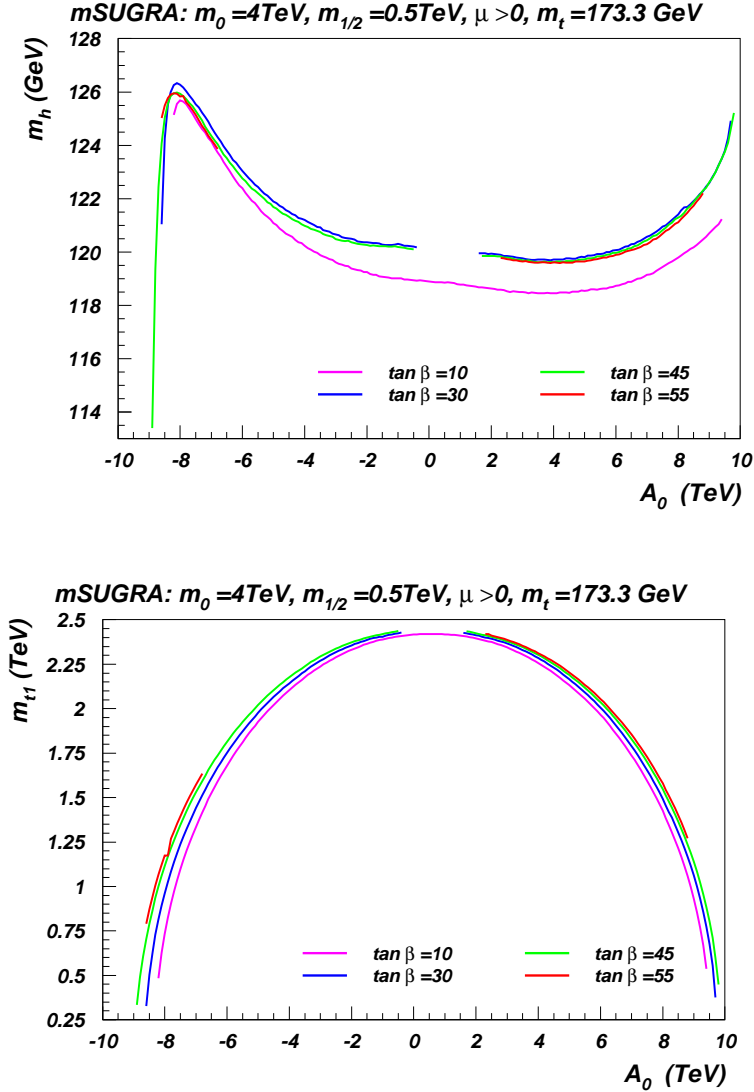 mSUGRA: m0 =4TeV, m1/2 =0.5TeV, μ >0, mt =173.3 GeV
mh (GeV)
128
126
124
122
120
118
116
114
tan β =10
tan β =45
tan β =30
tan β =55
-10 -8 -6 -4 -2 0 2 4 6 8 10
A0 (TeV)
mSUGRA: m0 =4TeV, m1/2 =0.5TeV, μ >0, mt =173.3 GeV
mt1 (TeV)
2.5
2.25
2
1.75
1.5
1.25
1
0.75
0.5
0.25
tan β =10
tan β =45
tan β =30
tan β =55
-10 -8 -6 -4 -2 0 2 4 6 8 10
A0 (TeV)